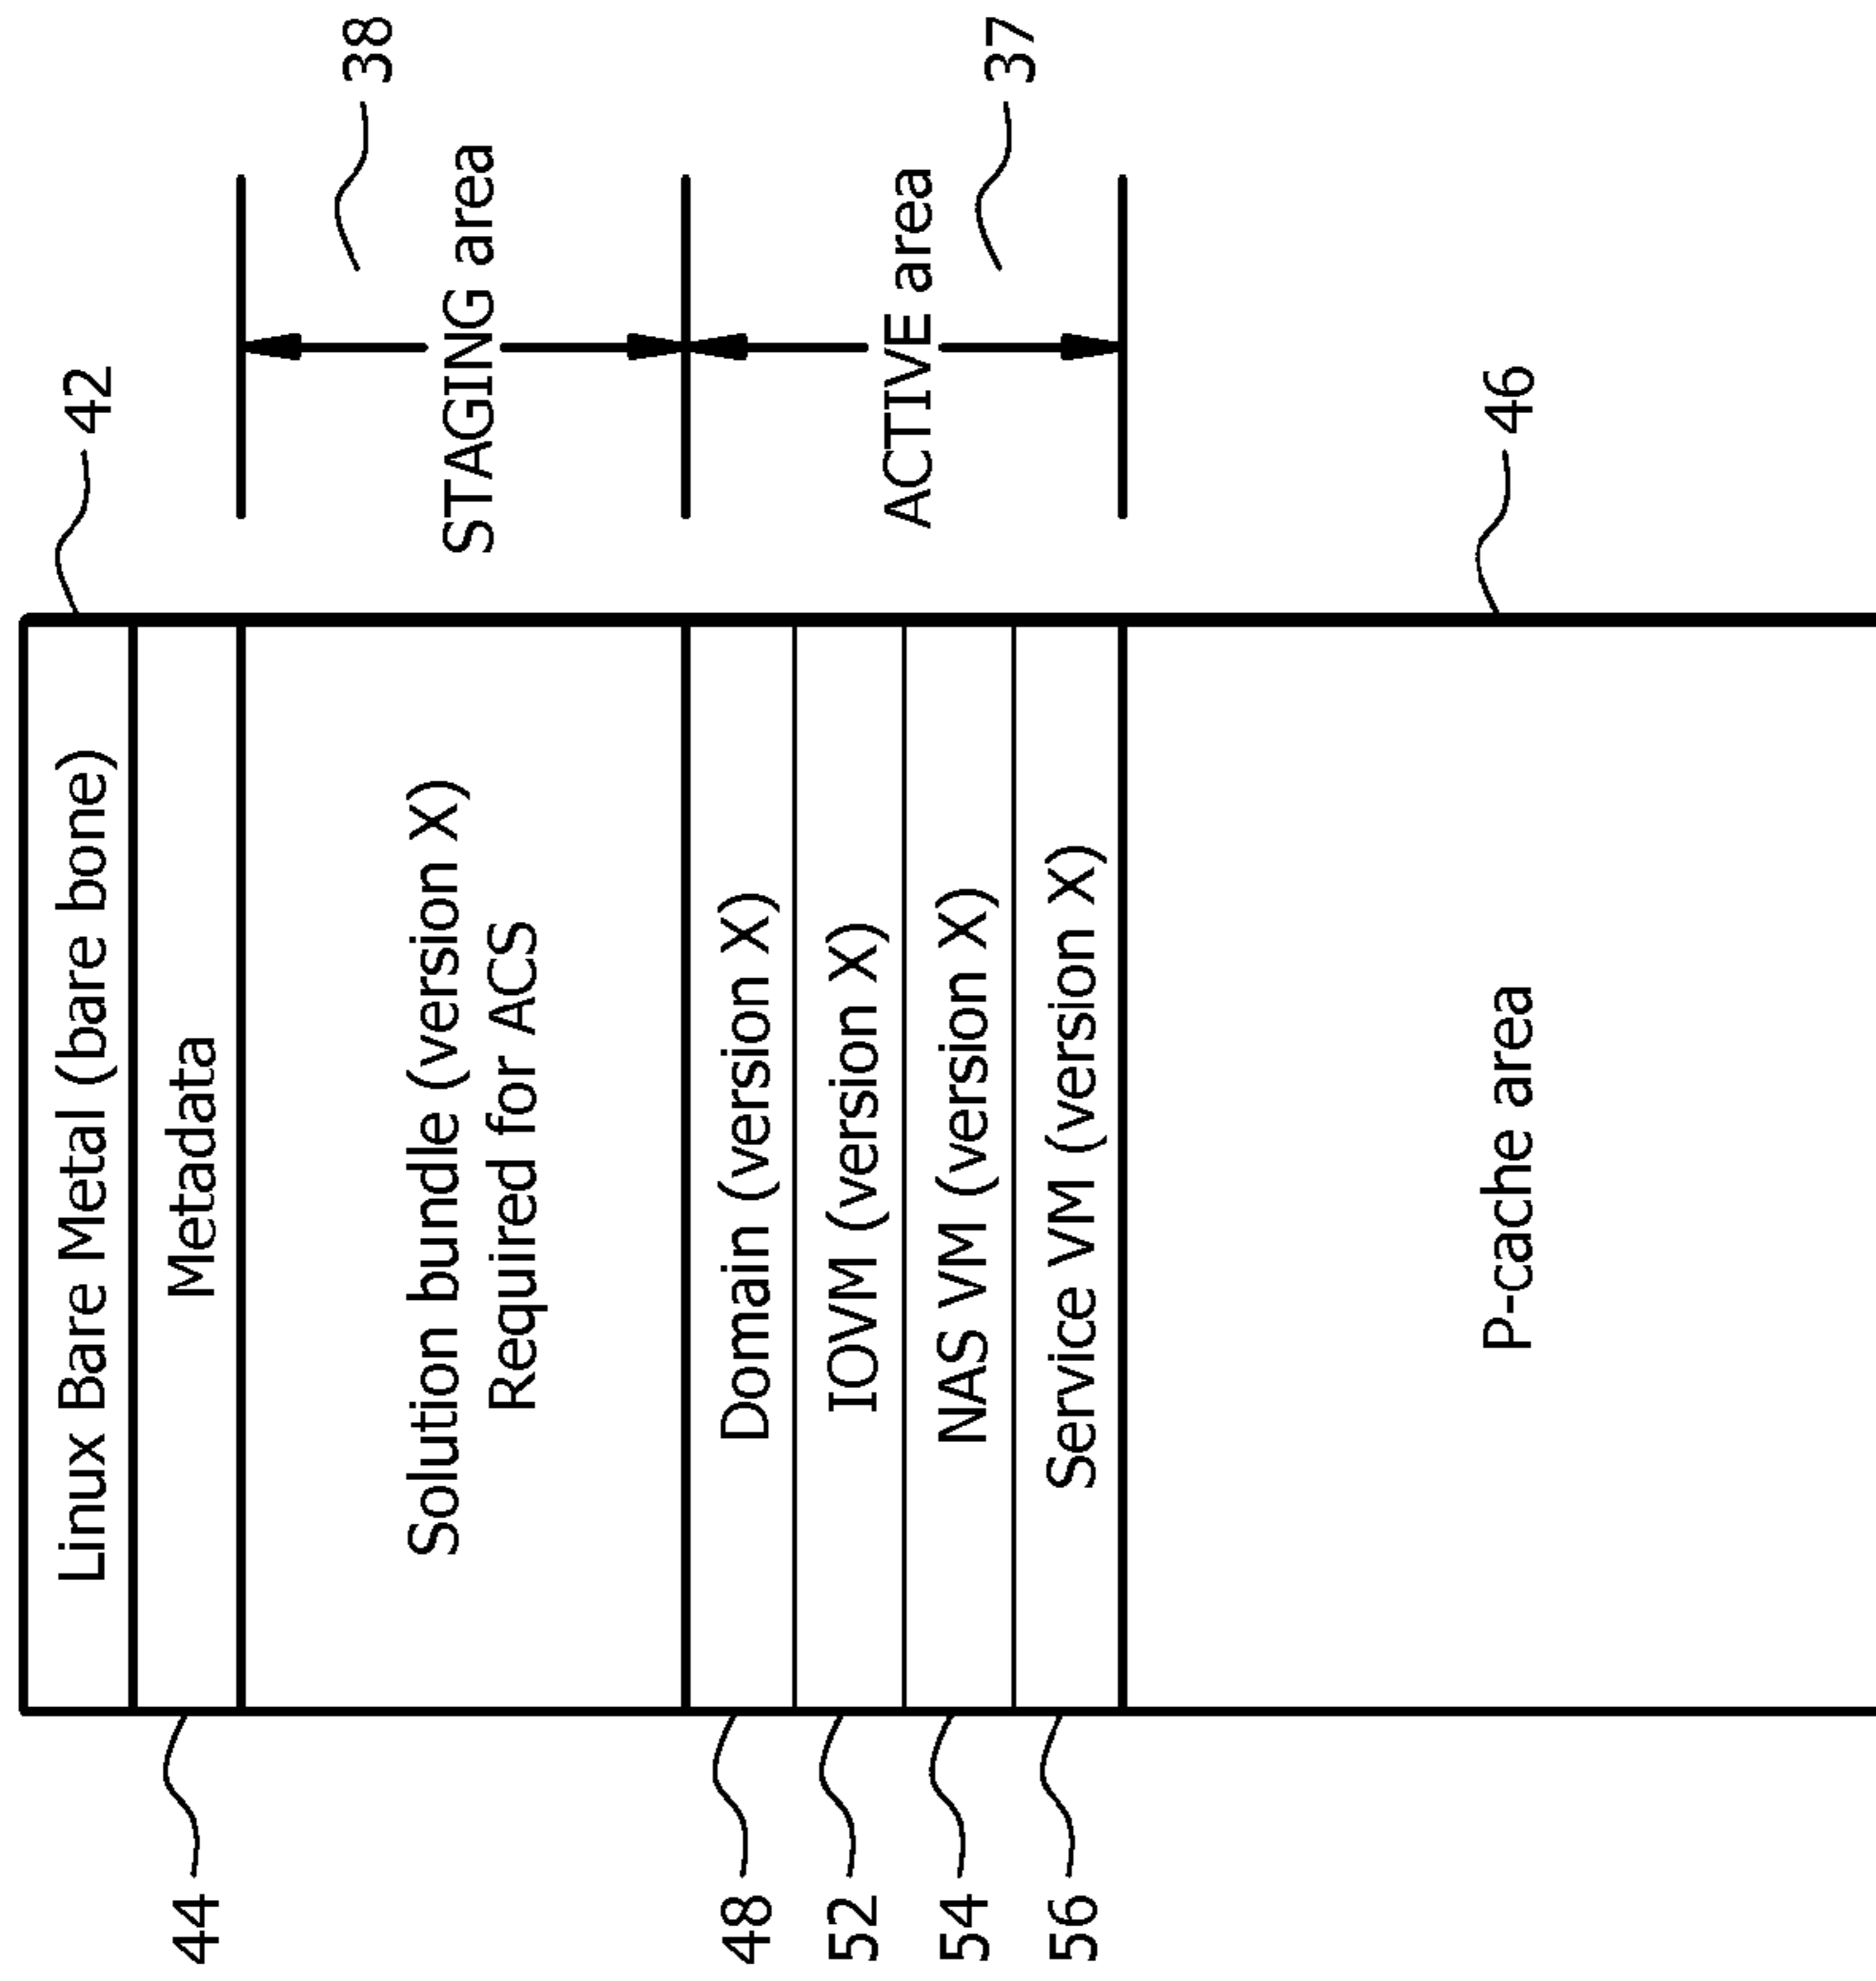 42
Linux Bare Metal (bare bone)
44
Metadata
38
STAGING area
Solution bundle (version X)
Required for ACS
37
ACTIVE area
48
Domain (version X)
52
IOVM (version X)
54
NAS VM (version X)
56
Service VM (version X)
46
P-cache area